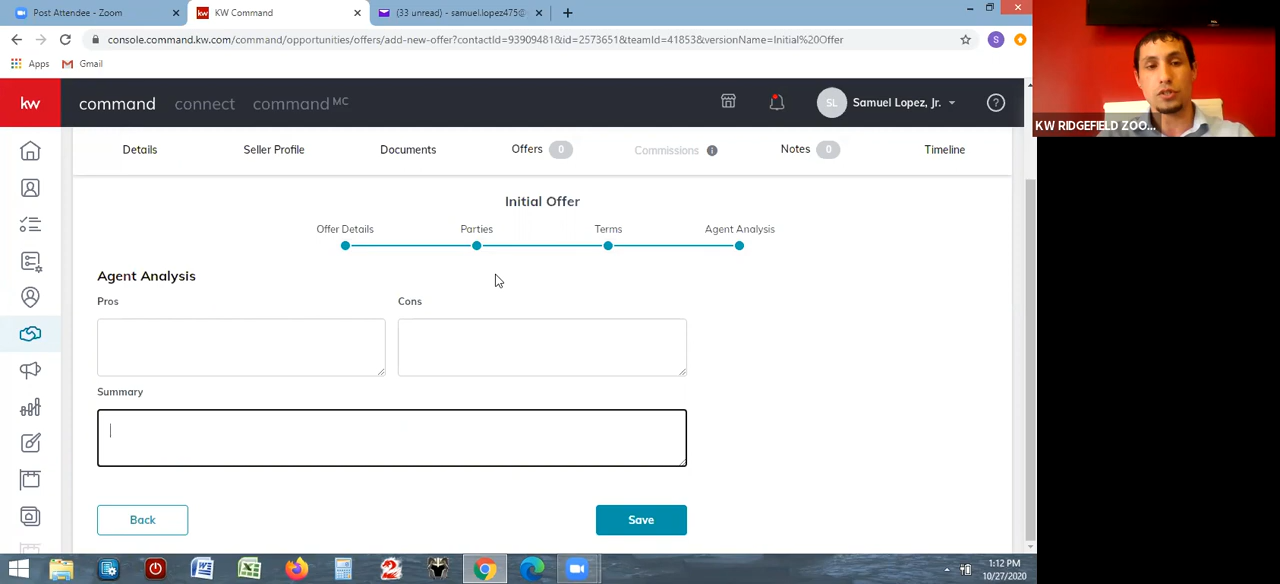 Post Attendee - Zoom
kw
KW Command
(33 unread) - samuel.lopez475@
console.command.kw.com/command/opportunities/offers/add-new-offer?contactId=93909481&id=2573651&teamId=41853&versionName=Initial%20Offer
S
Apps
Gmail
kw
command
connect
command MC
SL
Samuel Lopez, Jr.
?
KW RIDGEFIELD ZOO...
Details
Seller Profile
Documents
Offers 0
Commissions i
Notes 0
Timeline
Initial Offer
Offer Details
Parties
Terms
Agent Analysis
Agent Analysis
Pros
Cons
Summary
Back
Save
1:12 PM
10/27/2020